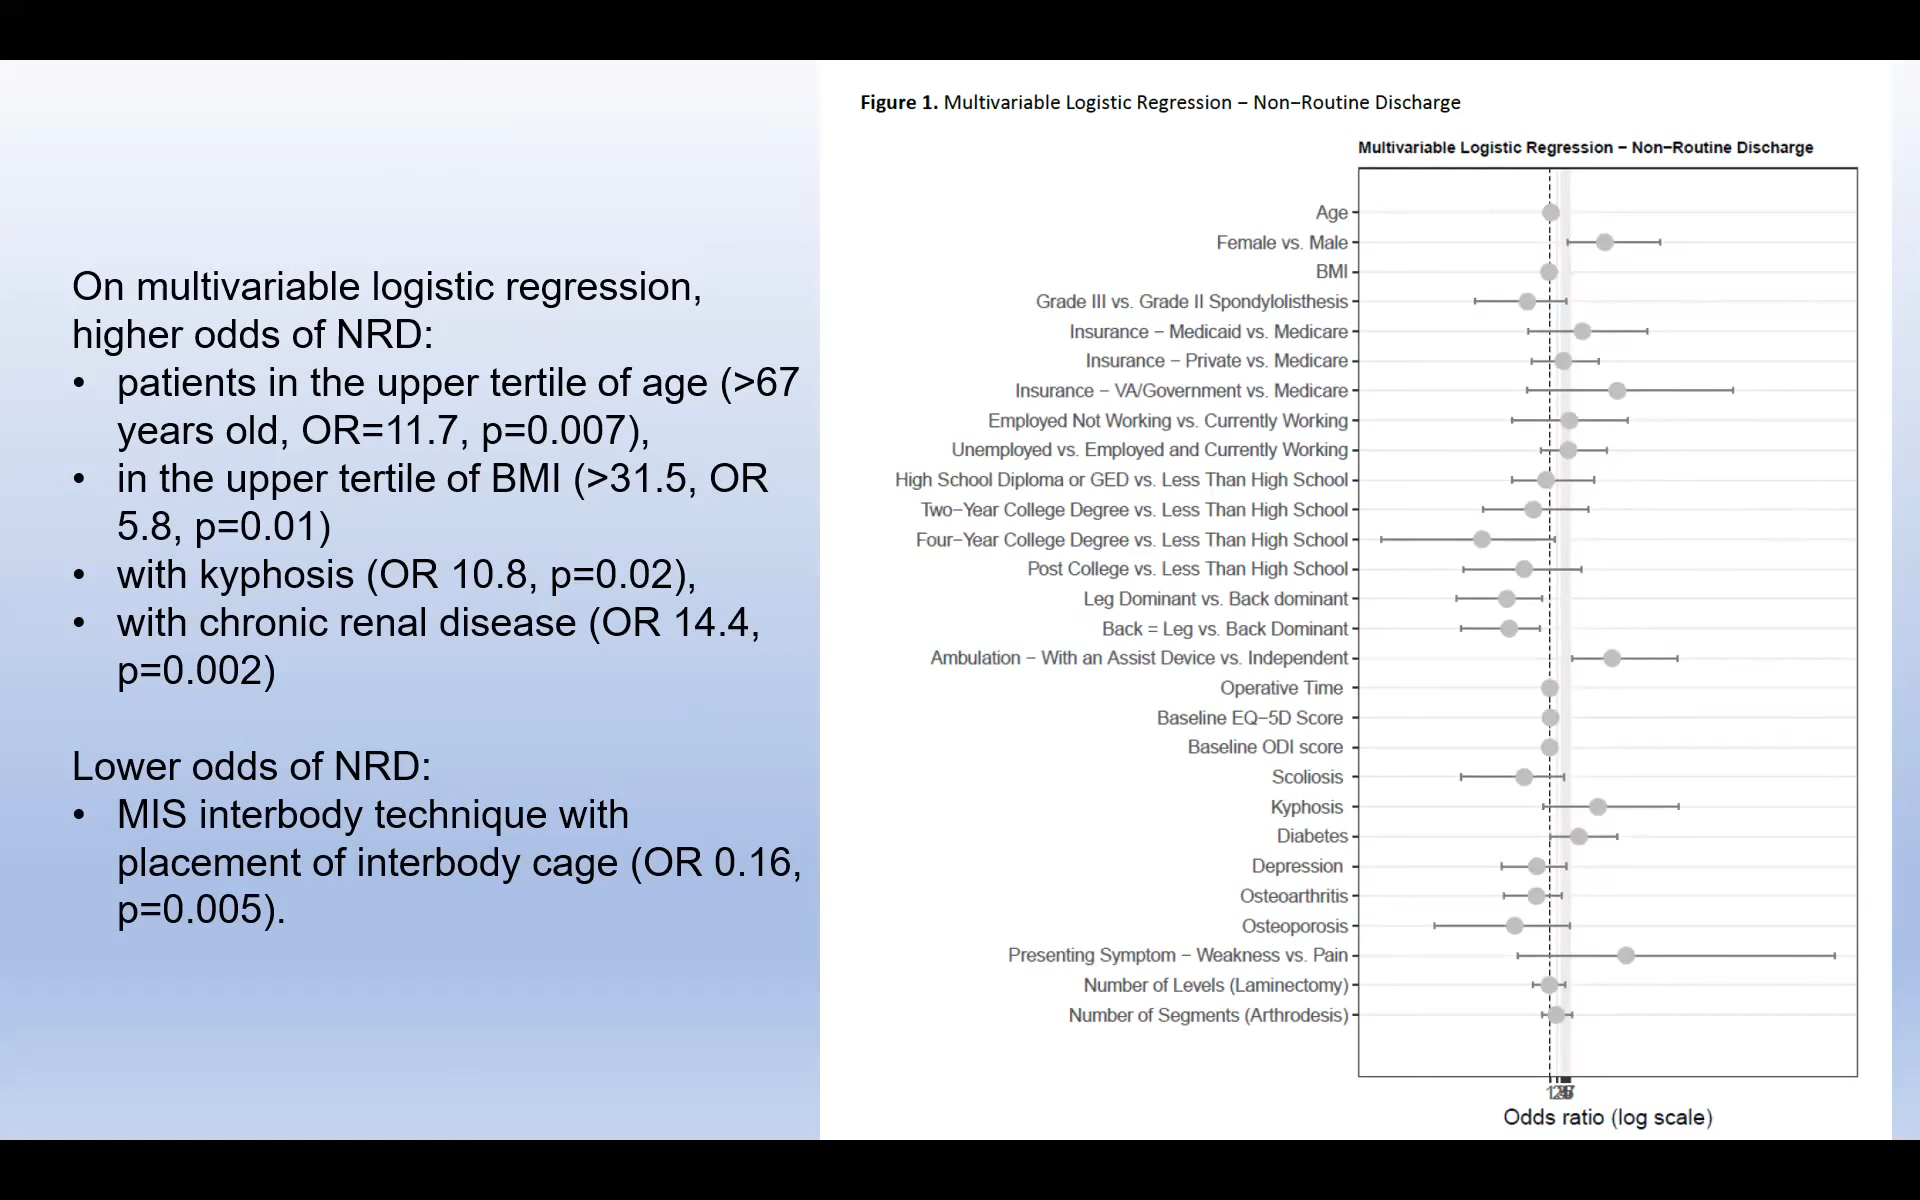 On multivariable logistic regression,
higher odds of NRD:
• patients in the upper tertile of age (>67
years old, OR=11.7, p=0.007),
• in the upper tertile of BMI (>31.5, OR
5.8, p=0.01)
• with kyphosis (OR 10.8, p=0.02),
• with chronic renal disease (OR 14.4,
p=0.002)
Lower odds of NRD:
• MIS interbody technique with
placement of interbody cage (OR 0.16,
p=0.005).
Figure 1. Multivariable Logistic Regression – Non–Routine Discharge
Multivariable Logistic Regression – Non–Routine Discharge
Age
Female vs. Male
BMI
Grade III vs. Grade II Spondylolisthesis
Insurance – Medicaid vs. Medicare
Insurance – Private vs. Medicare
Insurance – VA/Government vs. Medicare
Employed Not Working vs. Currently Working
Unemployed vs. Employed and Currently Working
High School Diploma or GED vs. Less Than High School
Two–Year College Degree vs. Less Than High School
Four–Year College Degree vs. Less Than High School
Post College vs. Less Than High School
Leg Dominant vs. Back dominant
Back = Leg vs. Back Dominant
Ambulation – With an Assist Device vs. Independent
Operative Time
Baseline EQ–5D Score
Baseline ODI score
Scoliosis
Kyphosis
Diabetes
Depression
Osteoarthritis
Osteoporosis
Presenting Symptom – Weakness vs. Pain
Number of Levels (Laminectomy)
Number of Segments (Arthrodesis)
Odds ratio (log scale)